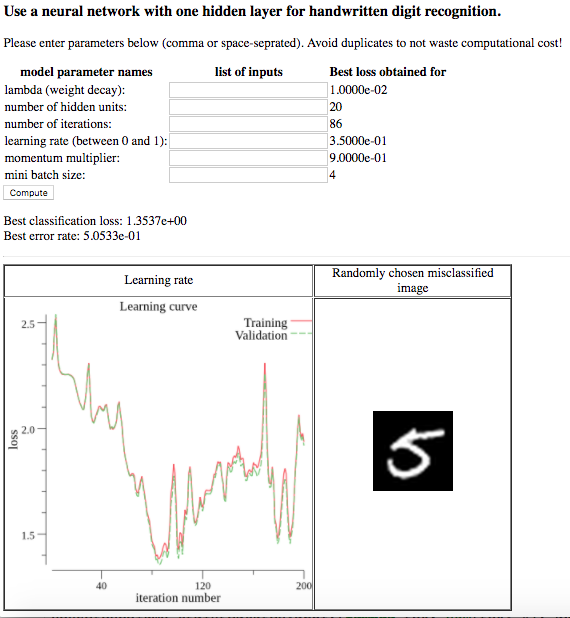 Use a neural network with one hidden layer for handwritten digit recognition.
Please enter parameters below (comma or space-seprated). Avoid duplicates to not waste computational cost!
model parameter names list of inputs Best loss obtained for
lambda (weight decay): 1.0000e-02
number of hidden units: 20
number of iterations: 86
learning rate (between 0 and 1): 3.5000e-01
momentum multiplier: 9.0000e-01
mini batch size: 4
Compute
Best classification loss: 1.3537e+00
Best error rate: 5.0533e-01
Learning rate
Randomly chosen misclassified
image
Learning curve
Training
Validation
2.5
2.0
1.5
loss
40 120 200
iteration number
5